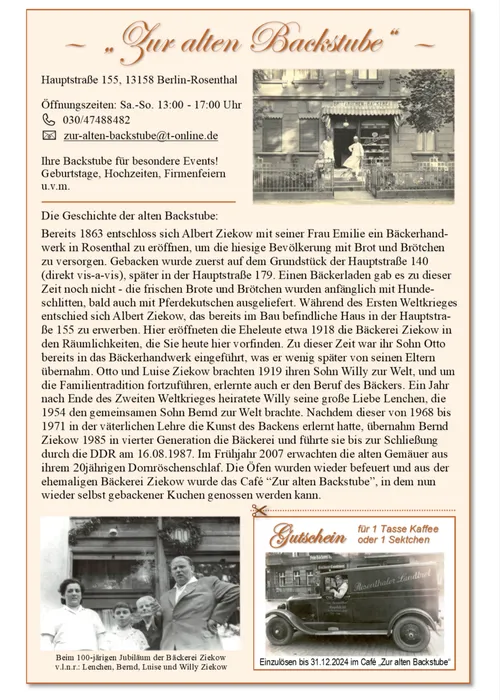 ~ „Zur alten Backstube“ ~
Hauptstraße 155, 13158 Berlin-Rosenthal
Öffnungszeiten: Sa.-So. 13:00 - 17:00 Uhr
030/47488482
zur-alten-backstube@t-online.de
Ihre Backstube für besondere Events!
Geburtstage, Hochzeiten, Firmenfeiern
u.v.m.
Die Geschichte der alten Backstube:
Bereits 1863 entschloss sich Albert Ziekow mit seiner Frau Emilie ein Bäckerhand-
werk in Rosenthal zu eröffnen, um die hiesige Bevölkerung mit Brot und Brötchen
zu versorgen. Gebacken wurde zuerst auf dem Grundstück der Hauptstraße 140
(direkt vis-a-vis), später in der Hauptstraße 179. Einen Bäckerladen gab es zu dieser
Zeit noch nicht - die frischen Brote und Brötchen wurden anfänglich mit Hunde-
schlitten, bald auch mit Pferdekutschen ausgeliefert. Während des Ersten Weltkrieges
entschied sich Albert Ziekow, das bereits im Bau befindliche Haus in der Hauptstra-
ße 155 zu erwerben. Hier eröffneten die Eheleute etwa 1918 die Bäckerei Ziekow in
den Räumlichkeiten, die Sie heute hier vorfinden. Zu dieser Zeit war ihr Sohn Otto
bereits in das Bäckerhandwerk eingeführt, was er wenig später von seinen Eltern
übernahm. Otto und Luise Ziekow brachten 1919 ihren Sohn Willy zur Welt, und um
die Familientradition fortzuführen, erlernte auch er den Beruf des Bäckers. Ein Jahr
nach Ende des Zweiten Weltkrieges heiratete Willy seine große Liebe Lenchen, die
1954 den gemeinsamen Sohn Bernd zur Welt brachte. Nachdem dieser von 1968 bis
1971 in der väterlichen Lehre die Kunst des Backens erlernt hatte, übernahm Bernd
Ziekow 1985 in vierter Generation die Bäckerei und führte sie bis zur Schließung
durch die DDR am 16.08.1987. Im Frühjahr 2007 erwachten die alten Gemäuer aus
ihrem 20jährigen Dornröschenschlaf. Die Öfen wurden wieder befeuert und aus der
ehemaligen Bäckerei Ziekow wurde das Café “Zur alten Backstube”, in dem nun
wieder selbst gebackener Kuchen genossen werden kann.
Beim 100-järigen Jubiläum der Bäckerei Ziekow
v.l.n.r.: Lenchen, Bernd, Luise und Willy Ziekow
Gutschein
für 1 Tasse Kaffee
oder 1 Sektchen
Rosenthaler Landbrot
Einzulösen bis 31.12.2024 im Café „Zur alten Backstube“